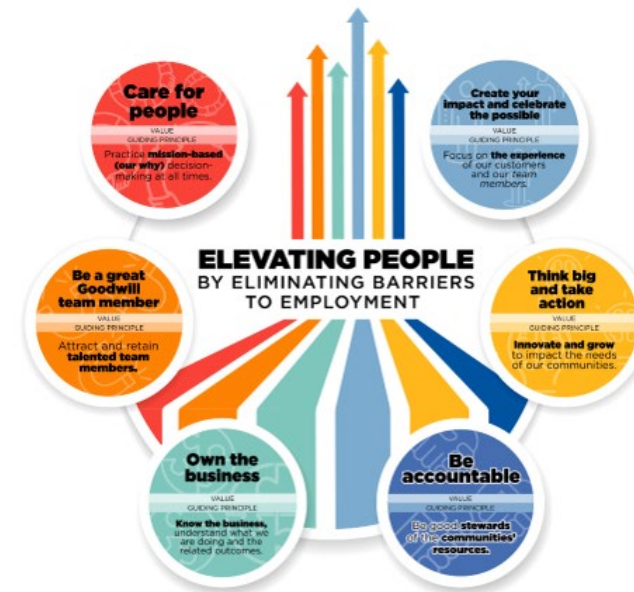 Care for
people
VALUE
GUIDING PRINCIPLE
Practice mission-based
(our why) decision-
making at all times.
Create your
impact and celebrate
the possible
VALUE
GUIDING PRINCIPLE
Focus on the experience
of our customers
and our team
members.
ELEVATING PEOPLE
BY ELIMINATING BARRIERS
TO EMPLOYMENT
Be a great
Goodwill
team member
VALUE
GUIDING PRINCIPLE
Attract and retain
talented team
members.
Think big
and take
action
VALUE
GUIDING PRINCIPLE
Innovate and grow
to impact the needs
of our communities.
Own the
business
VALUE
GUIDING PRINCIPLE
Know the business,
understand what we
are doing and the
related outcomes.
Be
accountable
VALUE
GUIDING PRINCIPLE
Be good stewards
of the communities'
resources.